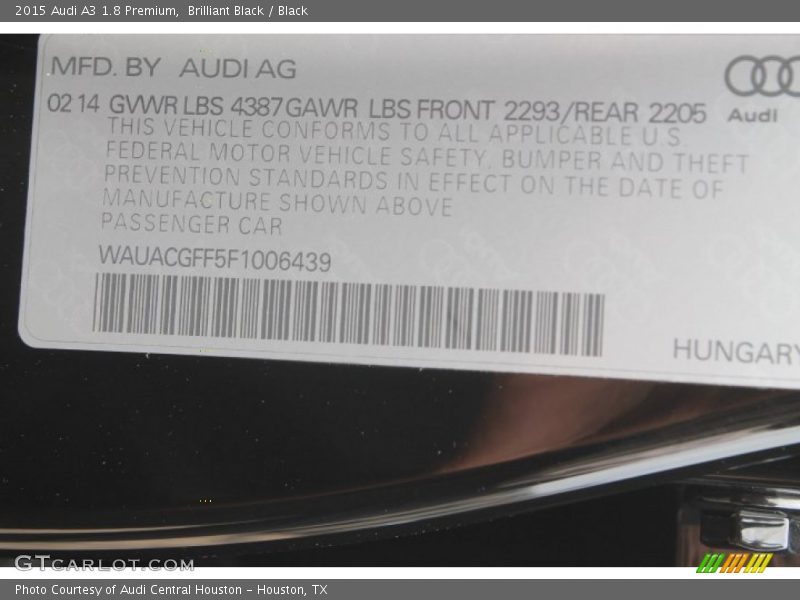 2015 Audi A3 1.8 Premium, Brilliant Black / Black
MFD. BY AUDI AG
02 14 GVWR LBS 4387 GAWR LBS FRONT 2293/REAR 2205
Audi
THIS VEHICLE CONFORMS TO ALL APPLICABLE U.S
FEDERAL MOTOR VEHICLE SAFETY, BUMPER AND THEFT
PREVENTION STANDARDS IN EFFECT ON THE DATE OF
MANUFACTURE SHOWN ABOVE
PASSENGER CAR
WAUACGFF5F1006439
HUNGARY
GTCARLOT.COM
Photo Courtesy of Audi Central Houston - Houston, TX